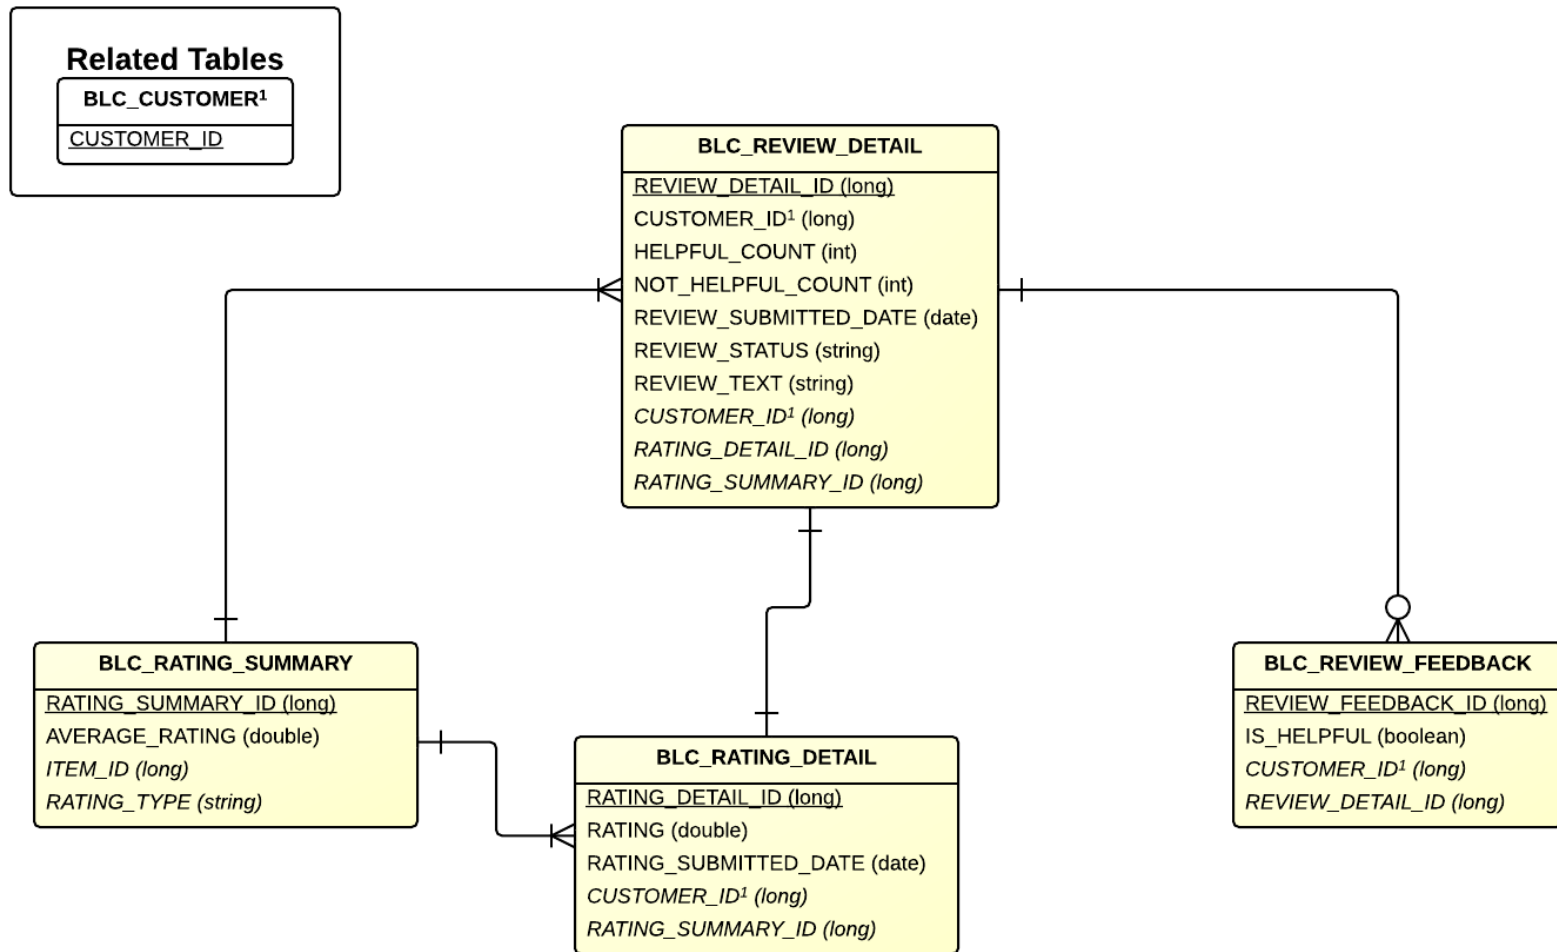 Related Tables
BLC_CUSTOMER¹
CUSTOMER_ID
BLC_REVIEW_DETAIL
REVIEW_DETAIL_ID (long)
CUSTOMER_ID¹ (long)
HELPFUL_COUNT (int)
NOT_HELPFUL_COUNT (int)
REVIEW_SUBMITTED_DATE (date)
REVIEW_STATUS (string)
REVIEW_TEXT (string)
CUSTOMER_ID¹ (long)
RATING_DETAIL_ID (long)
RATING_SUMMARY_ID (long)
BLC_RATING_SUMMARY
RATING_SUMMARY_ID (long)
AVERAGE_RATING (double)
ITEM_ID (long)
RATING_TYPE (string)
BLC_RATING_DETAIL
RATING_DETAIL_ID (long)
RATING (double)
RATING_SUBMITTED_DATE (date)
CUSTOMER_ID¹ (long)
RATING_SUMMARY_ID (long)
BLC_REVIEW_FEEDBACK
REVIEW_FEEDBACK_ID (long)
IS_HELPFUL (boolean)
CUSTOMER_ID¹ (long)
REVIEW_DETAIL_ID (long)